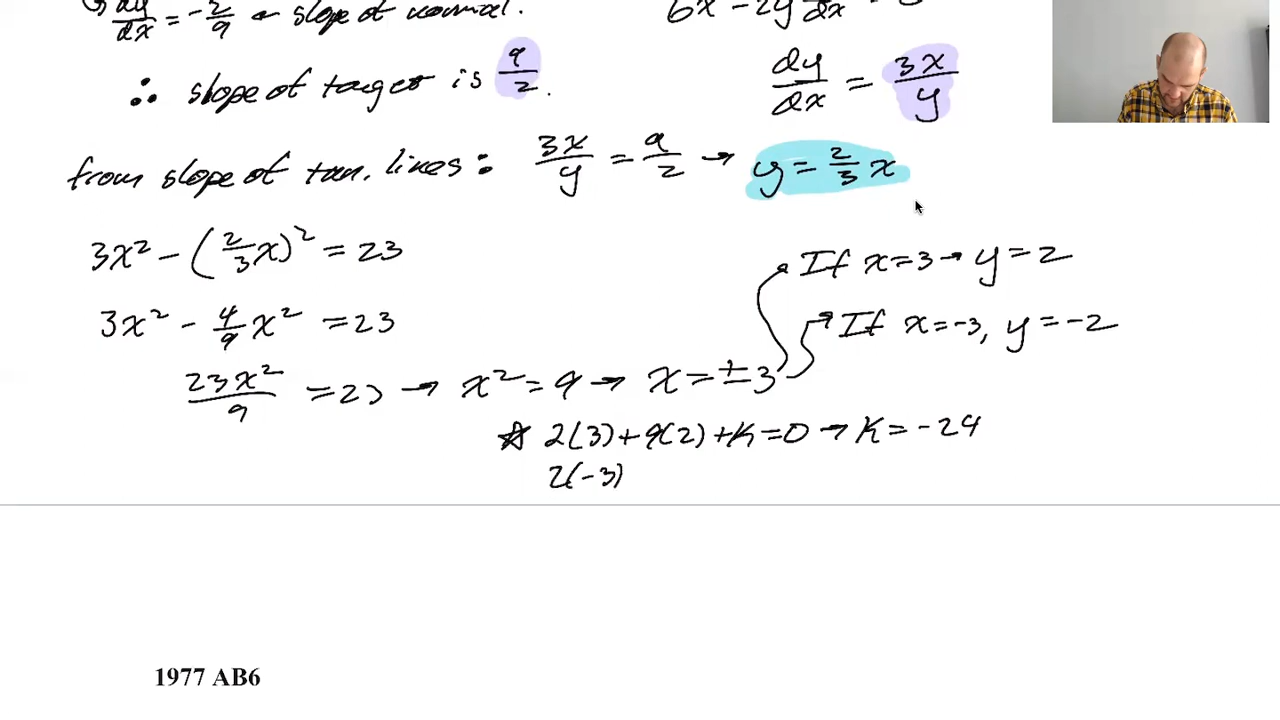 dy/dx = -2/9 ← slope of normal.
6x - 2y dy/dx = 0
∴ slope of tanget is 9/2.
dy/dx = 3x/y
from slope of tan. lines: 3x/y = 9/2 → y = 2/3 x
3x² - (2/3 x)² = 23
If x=3 → y=2
3x² - 4/9 x² = 23
If x=-3, y=-2
23x²/9 = 23 → x² = 9 → x = ±3
☆ 2(3)+9(2)+K=0 → K=-24
2(-3)
1977 AB6